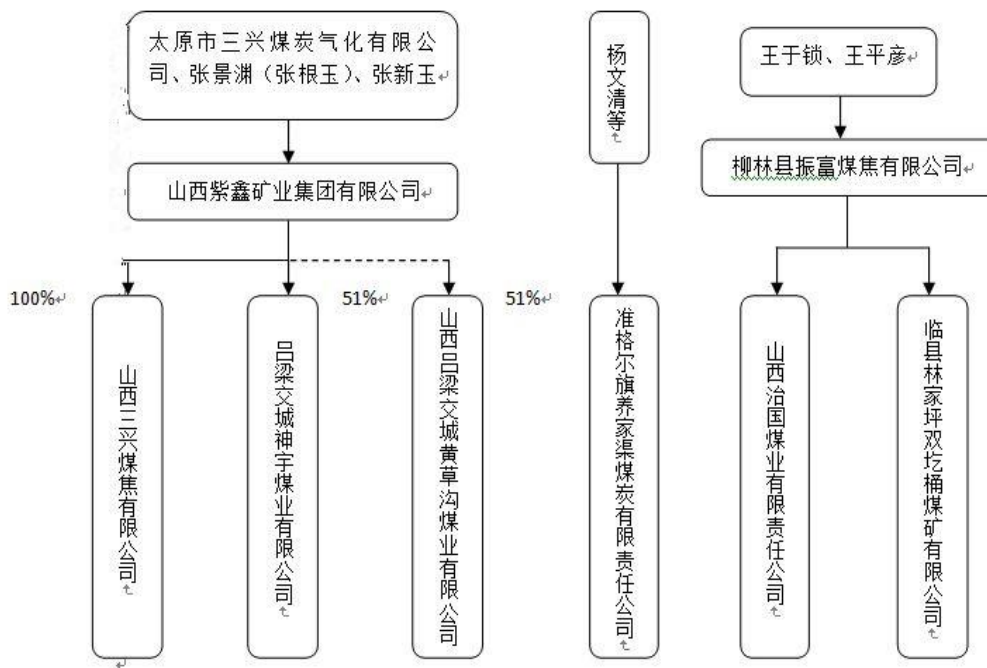 太原市三兴煤炭气化有限公
司、张景渊（张根玉）、张新玉
杨文清等
王于锁、王平彦
山西紫鑫矿业集团有限公司
柳林县振富煤焦有限公司
100%
51%
51%
山西三兴煤焦有限公司
吕梁交城神宇煤业有限公司
山西吕梁交城黄草沟煤业有限公司
准格尔旗养家渠煤炭有限责任公司
山西治国煤业有限责任公司
临县林家坪双圪桶煤矿有限公司